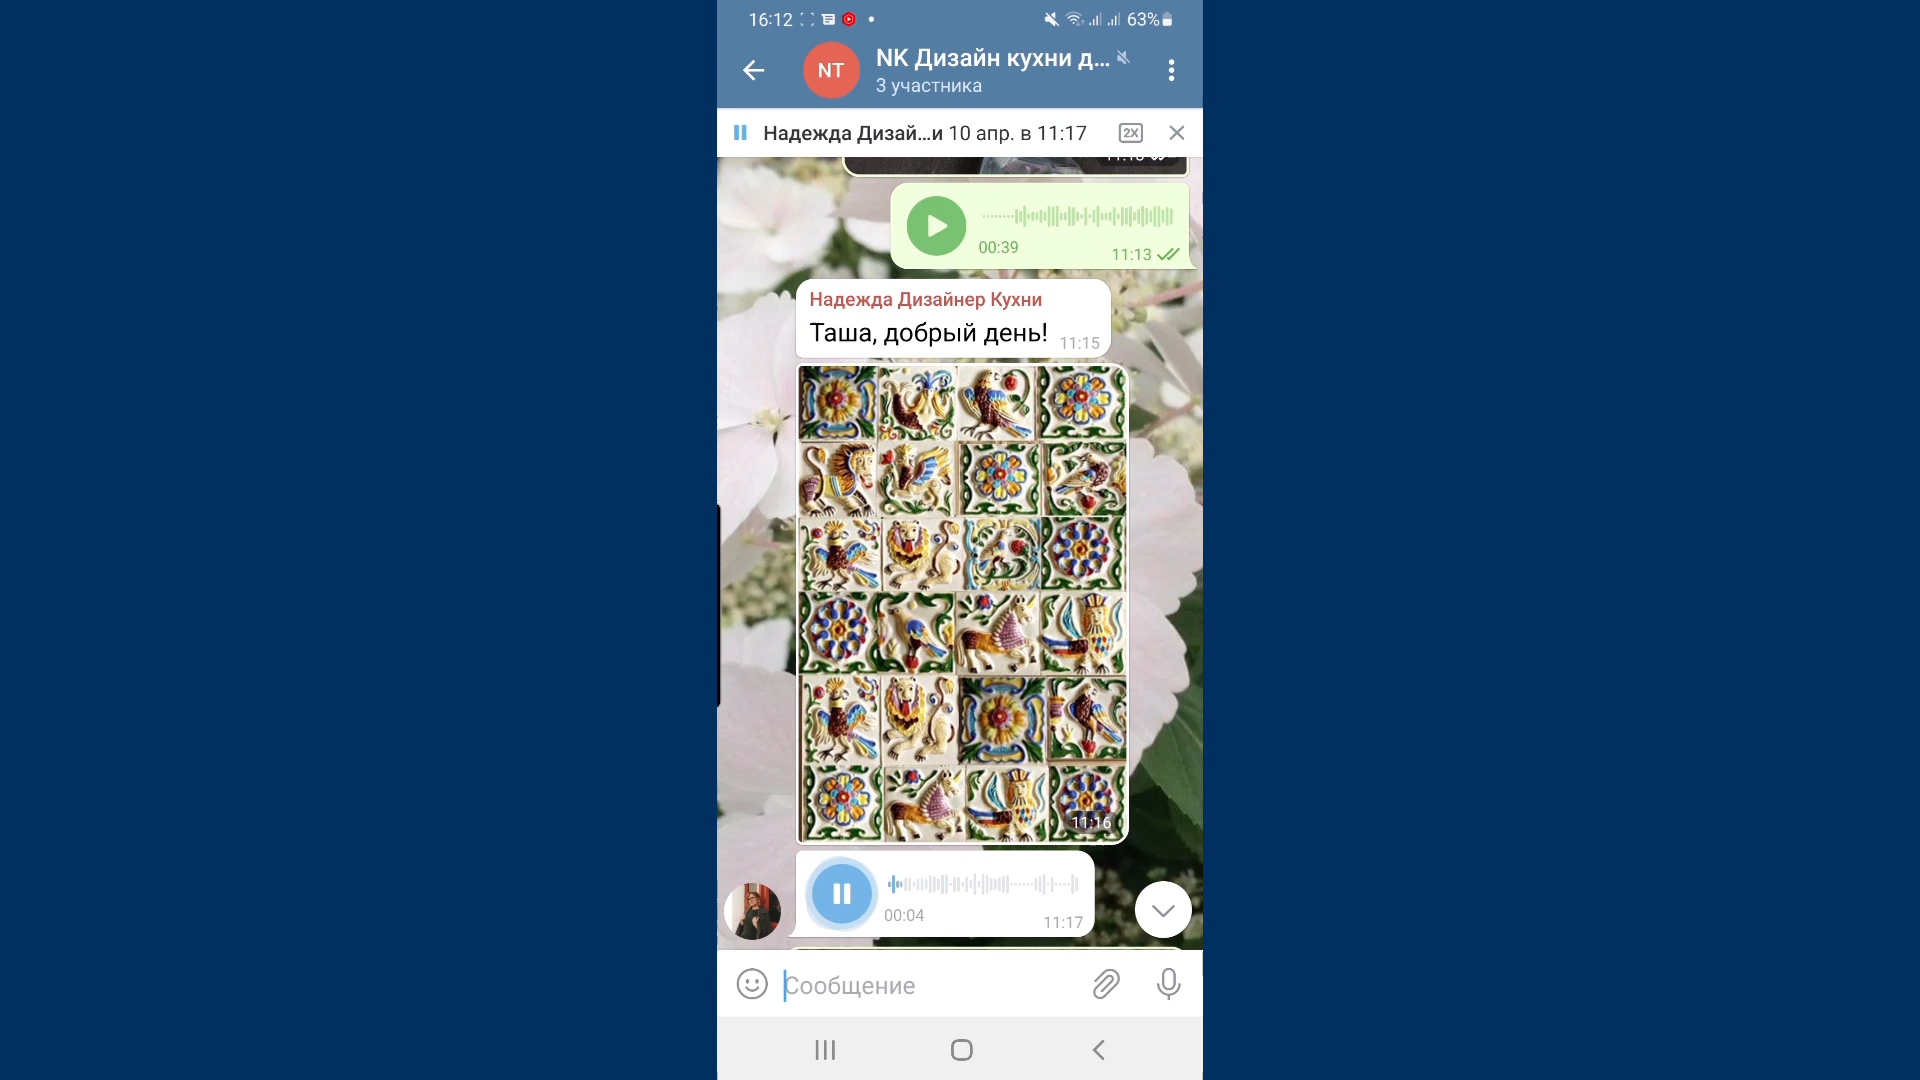 16:12
63%
NT
NK Дизайн кухни д...
3 участника
Надежда Дизай...и 10 апр. в 11:17
2X
00:39
11:13
Надежда Дизайнер Кухни
Таша, добрый день!
11:15
11:16
00:04
11:17
Сообщение